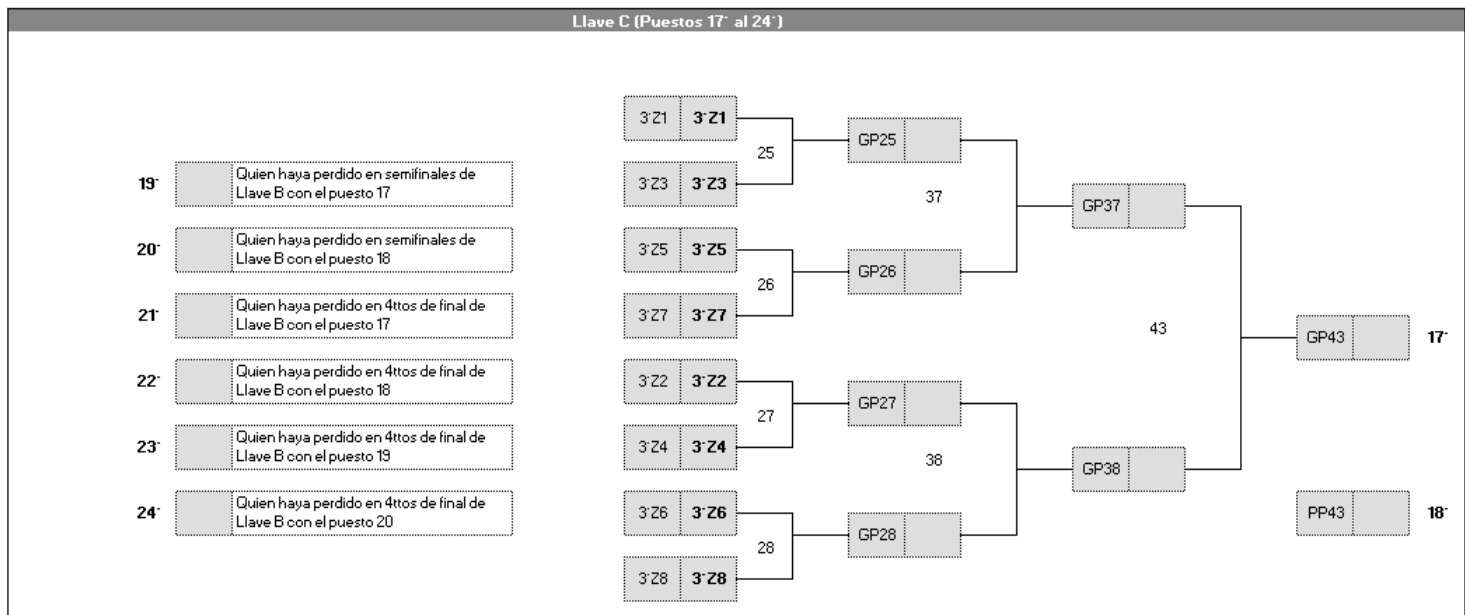 Llave C (Puestos 17° al 24°)
3°Z1 3°Z1
25
GP25
19° Quien haya perdido en semifinales de
Llave B con el puesto 17
3°Z3 3°Z3
37
GP37
20° Quien haya perdido en semifinales de
Llave B con el puesto 18
3°Z5 3°Z5
26
GP26
21° Quien haya perdido en 4ttos de final de
Llave B con el puesto 17
3°Z7 3°Z7
43
GP43 17°
22° Quien haya perdido en 4ttos de final de
Llave B con el puesto 18
3°Z2 3°Z2
27
GP27
23° Quien haya perdido en 4ttos de final de
Llave B con el puesto 19
3°Z4 3°Z4
38
GP38
24° Quien haya perdido en 4ttos de final de
Llave B con el puesto 20
3°Z6 3°Z6
28
GP28
PP43 18°
3°Z8 3°Z8